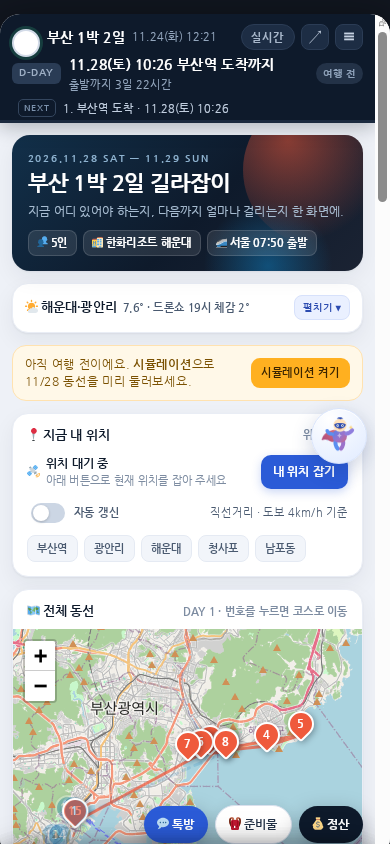 부산 1박 2일 11.24(화) 12:21 실시간
D-DAY 11.28(토) 10:26 부산역 도착까지
출발까지 3일 22시간 여행 전
NEXT 1. 부산역 도착 · 11.28(토) 10:26
2026.11.28 SAT — 11.29 SUN
부산 1박 2일 길라잡이
지금 어디 있어야 하는지, 다음까지 얼마나 걸리는지 한 화면에.
5인 한화리조트 해운대 서울 07:50 출발
해운대·광안리 7.6° · 드론쇼 19시 체감 2° 펼치기 ▾
아직 여행 전이에요. 시뮬레이션으로
11/28 동선을 미리 둘러보세요.
시뮬레이션 켜기
지금 내 위치
위치 대기 중
아래 버튼으로 현재 위치를 잡아 주세요
내 위치 잡기
자동 갱신 직선거리 · 도보 4km/h 기준
부산역 광안리 해운대 청사포 남포동
전체 동선 DAY 1 · 번호를 누르면 코스로 이동
+
−
부산광역시
7 8 4 5
15
14
톡방 준비물 정산